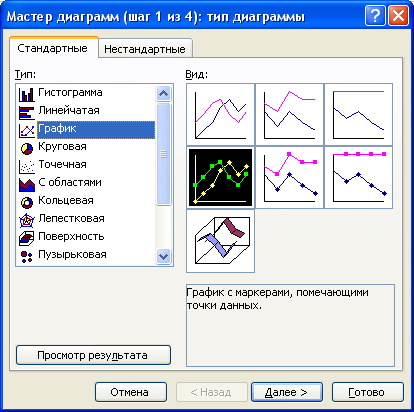 Мастер диаграмм (шаг 1 из 4): тип диаграммы
Стандартные
Нестандартные
Тип:
Гистограмма
Линейчатая
График
Круговая
Точечная
С областями
Кольцевая
Лепестковая
Поверхность
Пузырьковая
Вид:
График с маркерами, помечающими
точки данных.
Просмотр результата
Отмена
< Назад
Далее >
Готово